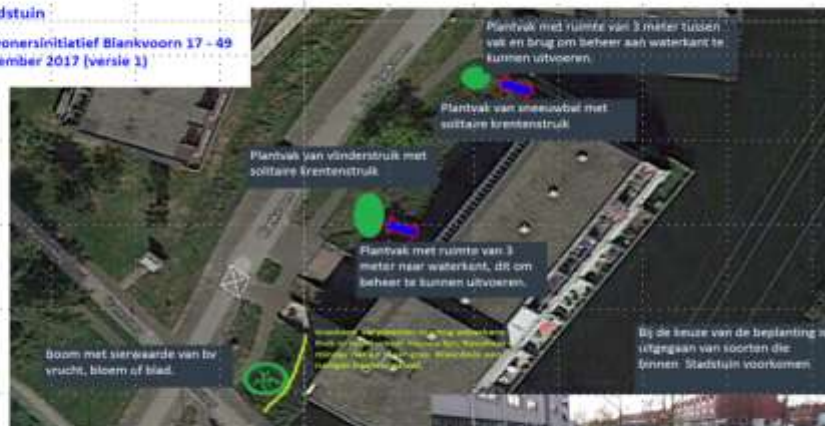 dstuin
onersinitiatief Blankvoorn 17 - 49
ember 2017 (versie 1)
Plantvak met ruimte van 3 meter tussen
vak en brug om beheer aan waterkant te
kunnen uitvoeren.
Plantvak van sneeuwbal met
solitaire krentenstruik
Plantvak van vlinderstruik met
solitaire krentenstruik
Plantvak met ruimte van 3
meter naar waterkant, dit om
beheer te kunnen uitvoeren.
Boom met sierwaarde van bv
vrucht, bloem of blad.
Bij de keuze van de beplanting is
uitgegaan van soorten die
binnen Stadstuin voorkomen